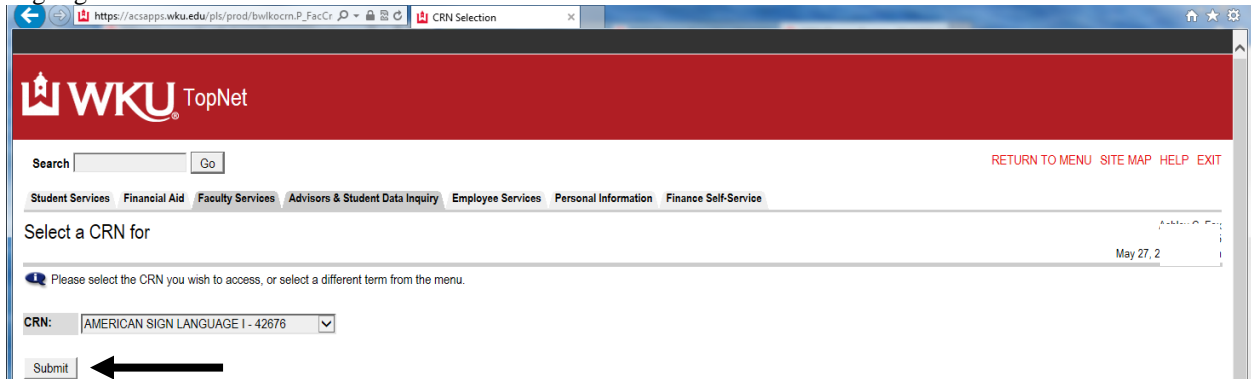 https://acsapps.wku.edu/pls/prod/bwlkocrn.P_FacCr
CRN Selection
WKU® TopNet
Search Go
RETURN TO MENU SITE MAP HELP EXIT
Student Services Financial Aid Faculty Services Advisors & Student Data Inquiry Employee Services Personal Information Finance Self-Service
Select a CRN for
May 27, 2
Please select the CRN you wish to access, or select a different term from the menu.
CRN: AMERICAN SIGN LANGUAGE I - 42676
Submit